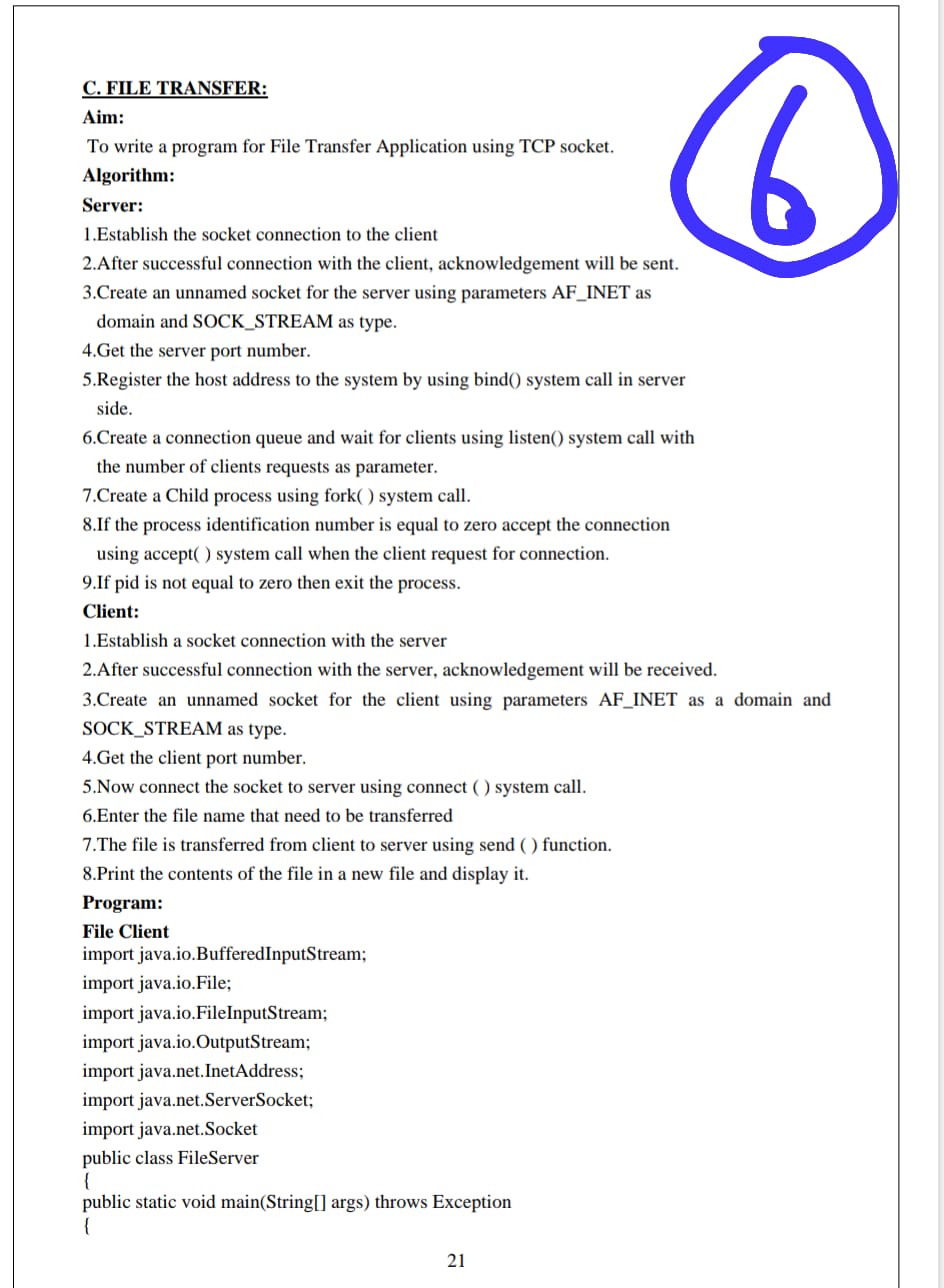 C. FILE TRANSFER:
6
Aim:
To write a program for File Transfer Application using TCP socket.
Algorithm:
Server:
1.Establish the socket connection to the client
2.After successful connection with the client, acknowledgement will be sent.
3.Create an unnamed socket for the server using parameters AF_INET as
domain and SOCK_STREAM as type.
4.Get the server port number.
5.Register the host address to the system by using bind() system call in server
side.
6.Create a connection queue and wait for clients using listen() system call with
the number of clients requests as parameter.
7.Create a Child process using fork( ) system call.
8.If the process identification number is equal to zero accept the connection
using accept( ) system call when the client request for connection.
9.If pid is not equal to zero then exit the process.
Client:
1.Establish a socket connection with the server
2.After successful connection with the server, acknowledgement will be received.
3.Create an unnamed socket for the client using parameters AF_INET as a domain and
SOCK_STREAM as type.
4.Get the client port number.
5.Now connect the socket to server using connect ( ) system call.
6.Enter the file name that need to be transferred
7.The file is transferred from client to server using send ( ) function.
8.Print the contents of the file in a new file and display it.
Program:
File Client
import java.io.BufferedInputStream;
import java.io.File;
import java.io.FileInputStream;
import java.io.OutputStream;
import java.net.InetAddress;
import java.net.ServerSocket;
import java.net.Socket
public class FileServer
{
public static void main(String[] args) throws Exception
{
21